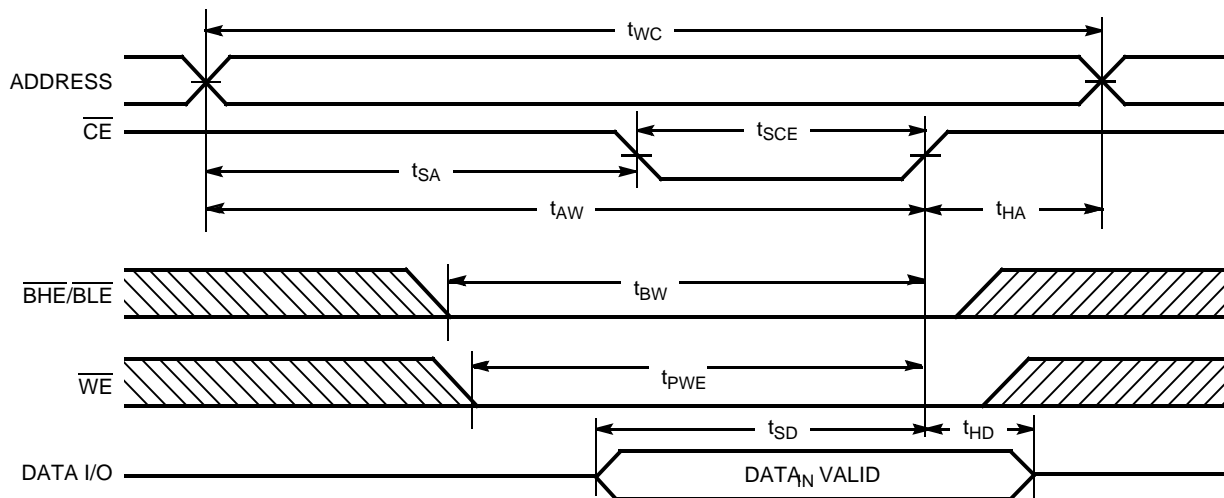 tWC
ADDRESS
CE
tSCE
tSA
tAW
tHA
BHE/BLE
tBW
WE
tPWE
tSD
tHD
DATA I/O
DATAIN VALID